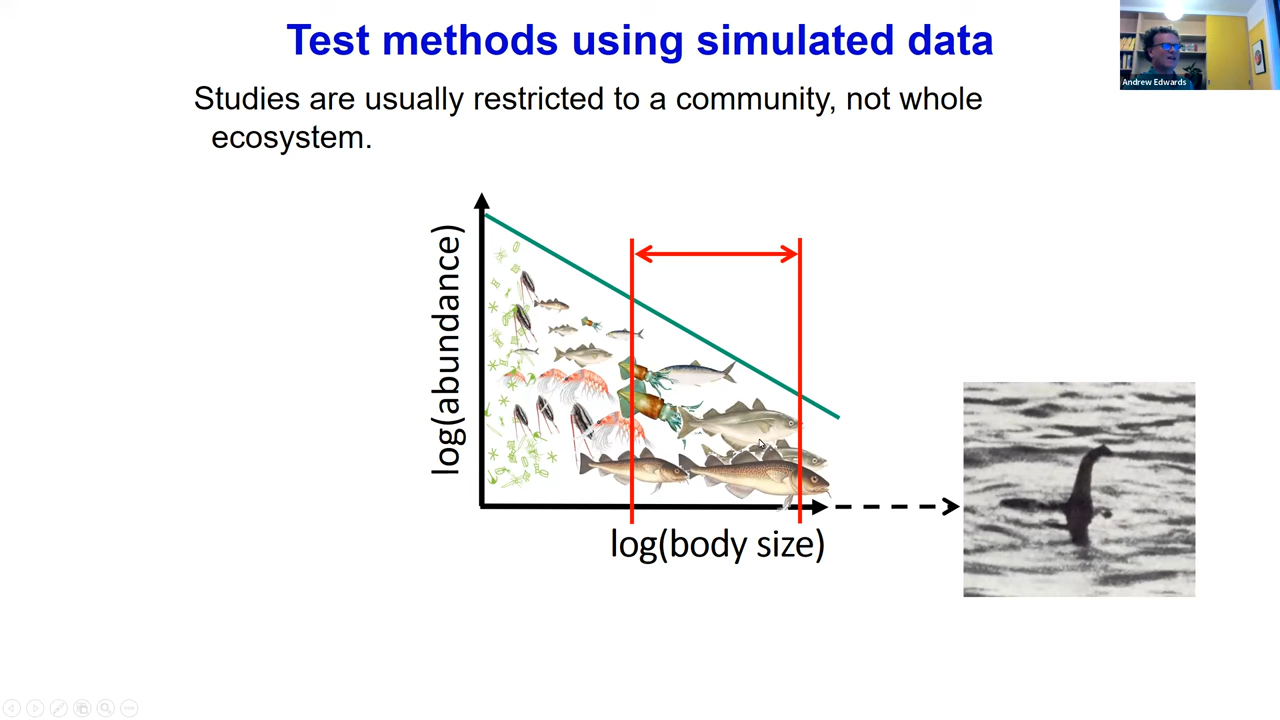 Test methods using simulated data
Andrew Edwards
Studies are usually restricted to a community, not whole
ecosystem.
log(abundance)
log(body size)